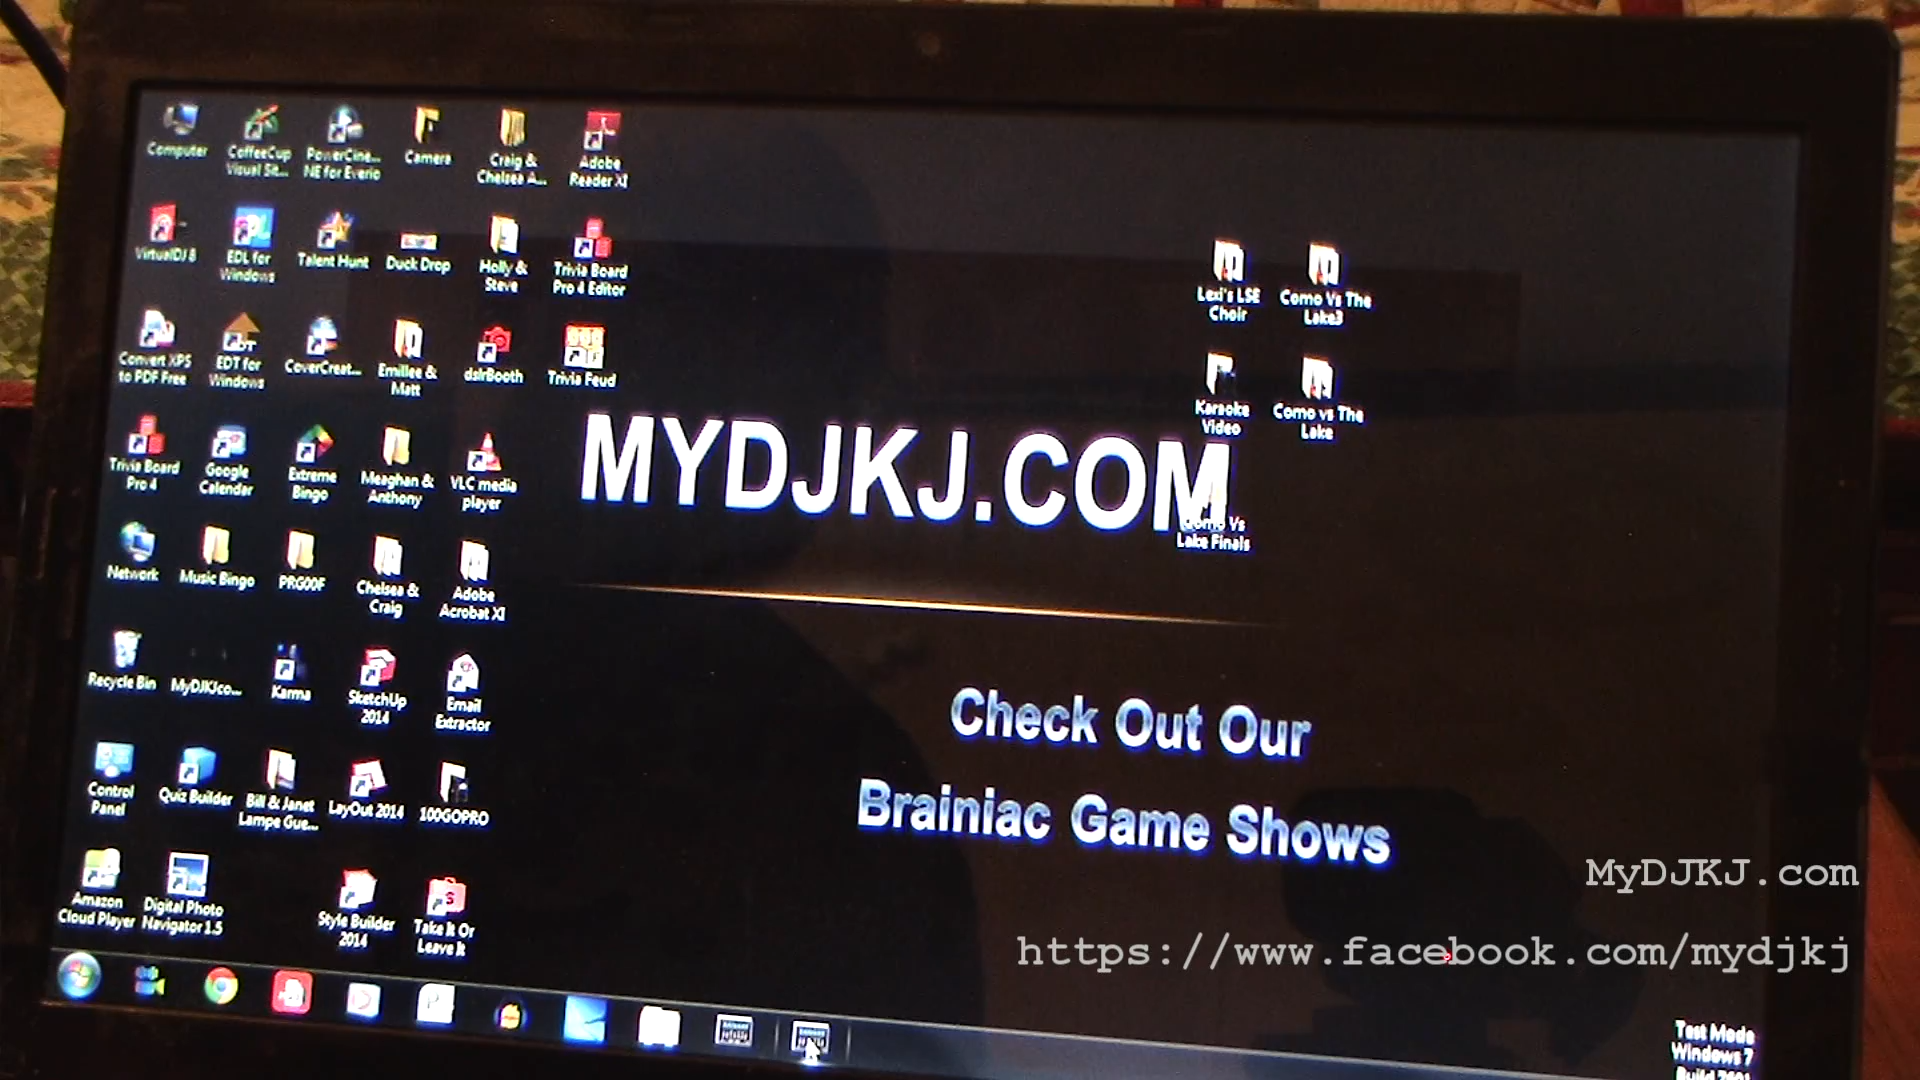 Computer
CoffeeCup
Visual Sit...
PowerCine...
NE for Everio
Camera
Craig &
Chelsea A...
Adobe
Reader XI
VirtualDJ 8
EDL for
Windows
Talent Hunt
Duck Drop
Holly &
Steve
Trivia Board
Pro 4 Editor
Lexi's LSE
Choir
Como Vs The
Lake3
Convert XPS
to PDF Free
EDT for
Windows
CoverCreat...
Emillee &
Matt
dslrBooth
Trivia Feud
Karaoke
Video
Como vs The
Lake
Trivia Board
Pro 4
Google
Calendar
Extreme
Bingo
Meaghan &
Anthony
VLC media
player
MYDJKJ.COM
Como Vs
Lake Finals
Network
Music Bingo
PRG00F
Chelsea &
Craig
Adobe
Acrobat XI
Recycle Bin
MyDJKJco...
Karma
SketchUp
2014
Email
Extractor
Check Out Our
Brainiac Game Shows
Control
Panel
Quiz Builder
Bill & Janet
Lampe Gue...
LayOut 2014
100GOPRO
Amazon
Cloud Player
Digital Photo
Navigator 1.5
Style Builder
2014
Take It Or
Leave It
MyDJKJ.com
https://www.facebook.com/mydjkj
Test Mode
Windows 7
Build